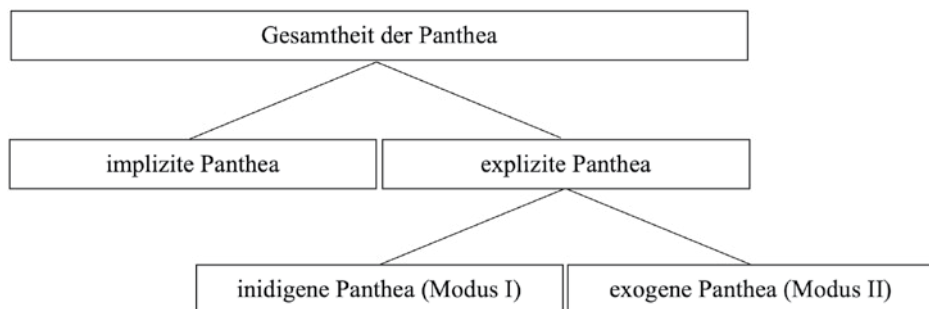 Gesamtheit der Panthea
implizite Panthea
explizite Panthea
inidigene Panthea (Modus I)
exogene Panthea (Modus II)